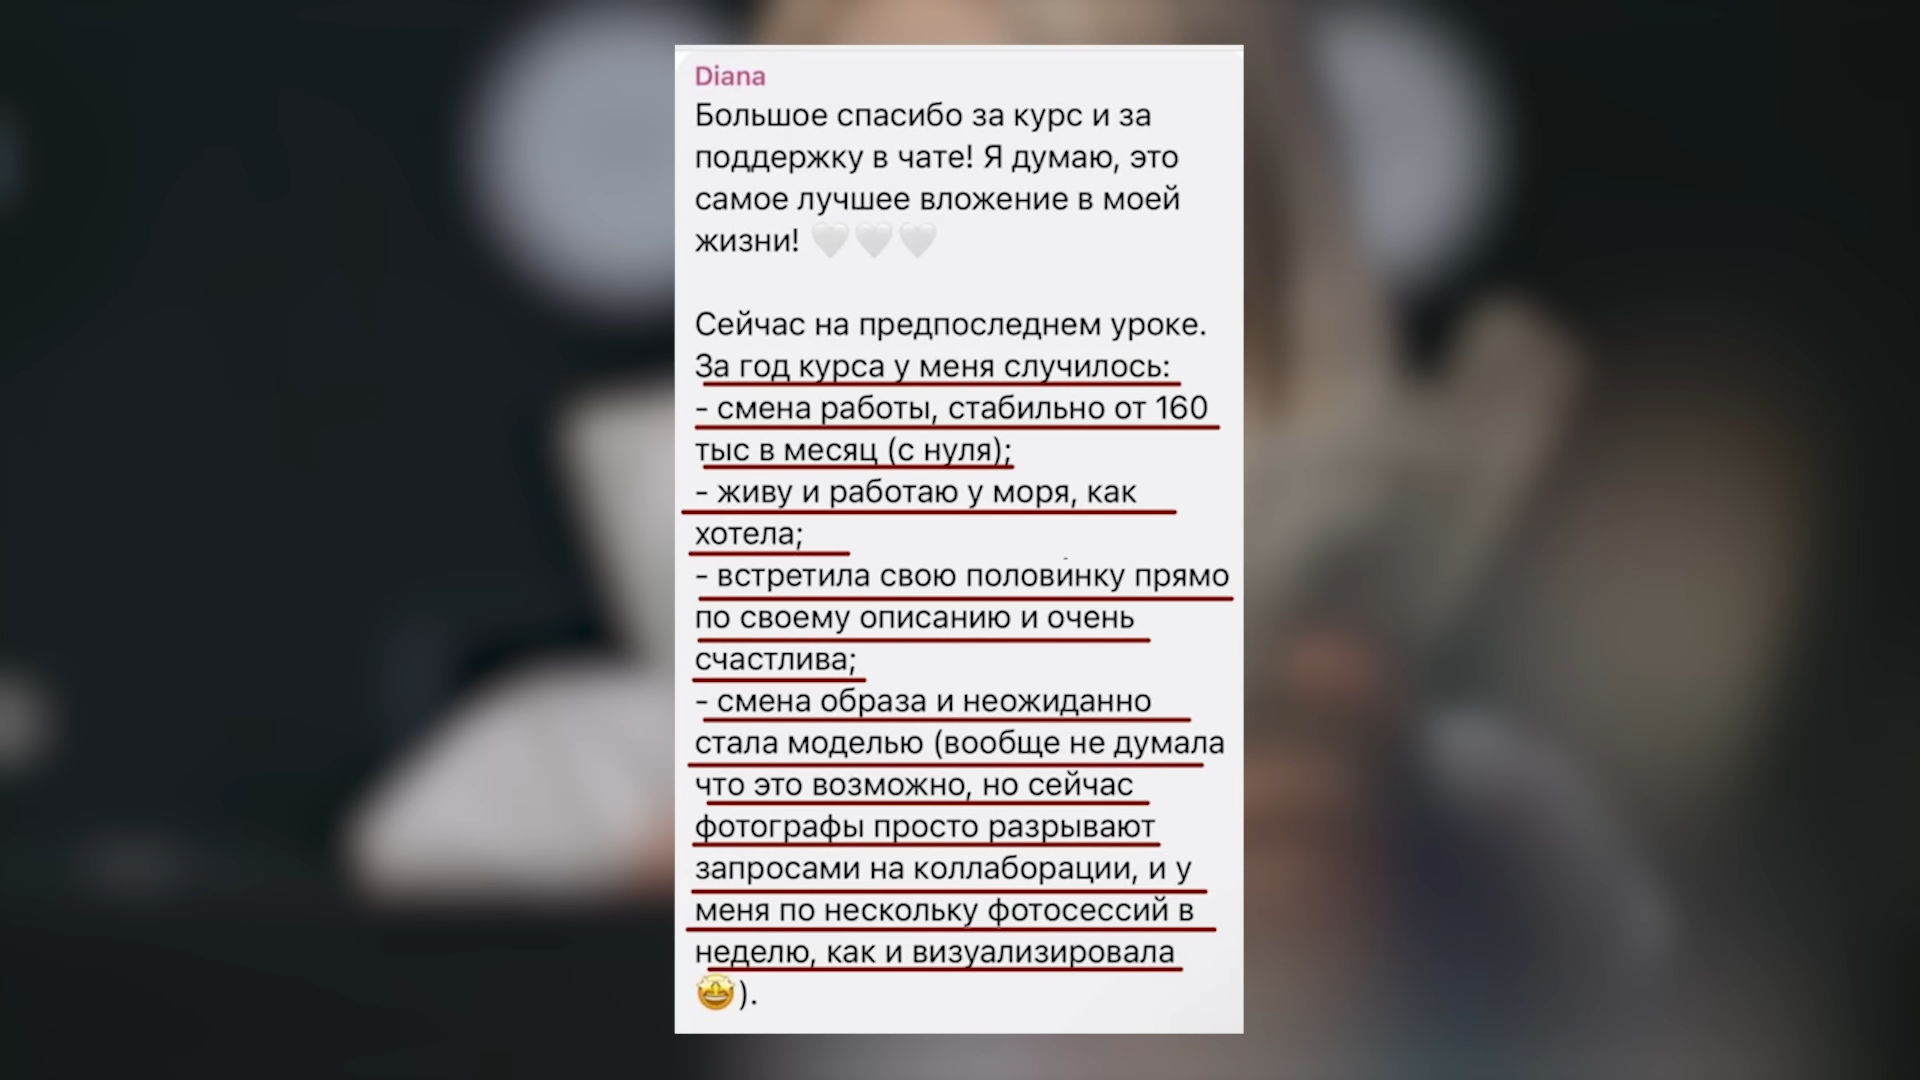 Diana
Большое спасибо за курс и за
поддержку в чате! Я думаю, это
самое лучшее вложение в моей
жизни! 🤍🤍🤍
Сейчас на предпоследнем уроке.
За год курса у меня случилось:
- смена работы, стабильно от 160
тыс в месяц (с нуля);
- живу и работаю у моря, как
хотела;
- встретила свою половинку прямо
по своему описанию и очень
счастлива;
- смена образа и неожиданно
стала моделью (вообще не думала
что это возможно, но сейчас
фотографы просто разрывают
запросами на коллаборации, и у
меня по нескольку фотосессий в
неделю, как и визуализировала
🤩).